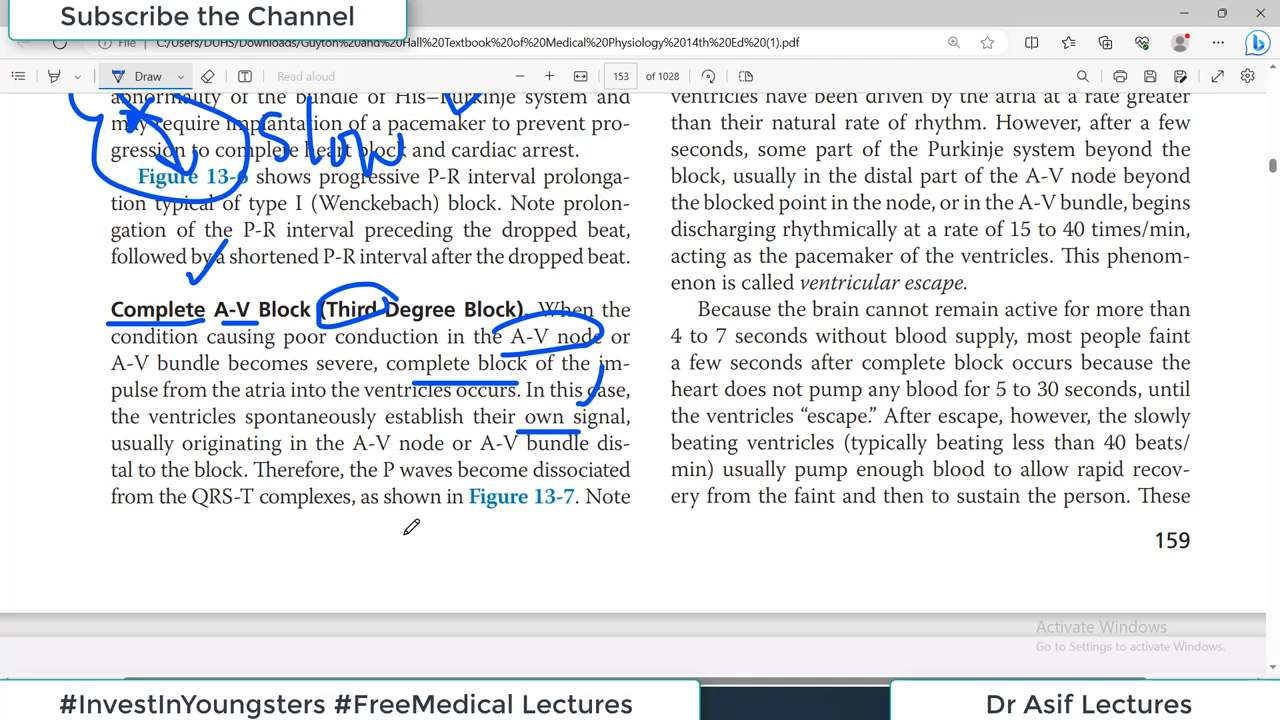 Subscribe the Channel
File
C:/Users/DUHS/Downloads/Guyton%20and%20Hall%20Textbook%20of%20Medical%20Physiology%2014th%20Ed%20(1).pdf
Draw
Read aloud
153 of 1028
abnormality of the bundle of His–Purkinje system and
may require implantation of a pacemaker to prevent pro-
gression to complete heart block and cardiac arrest.
slow
Figure 13-6 shows progressive P-R interval prolonga-
tion typical of type I (Wenckebach) block. Note prolon-
gation of the P-R interval preceding the dropped beat,
followed by a shortened P-R interval after the dropped beat.
Complete A-V Block (Third Degree Block). When the
condition causing poor conduction in the A-V node or
A-V bundle becomes severe, complete block of the im-
pulse from the atria into the ventricles occurs. In this case,
the ventricles spontaneously establish their own signal,
usually originating in the A-V node or A-V bundle dis-
tal to the block. Therefore, the P waves become dissociated
from the QRS-T complexes, as shown in Figure 13-7. Note
ventricles have been driven by the atria at a rate greater
than their natural rate of rhythm. However, after a few
seconds, some part of the Purkinje system beyond the
block, usually in the distal part of the A-V node beyond
the blocked point in the node, or in the A-V bundle, begins
discharging rhythmically at a rate of 15 to 40 times/min,
acting as the pacemaker of the ventricles. This phenom-
enon is called ventricular escape.
Because the brain cannot remain active for more than
4 to 7 seconds without blood supply, most people faint
a few seconds after complete block occurs because the
heart does not pump any blood for 5 to 30 seconds, until
the ventricles “escape.” After escape, however, the slowly
beating ventricles (typically beating less than 40 beats/
min) usually pump enough blood to allow rapid recov-
ery from the faint and then to sustain the person. These
159
Activate Windows
Go to Settings to activate Windows.
#InvestInYoungsters #FreeMedical Lectures
Dr Asif Lectures